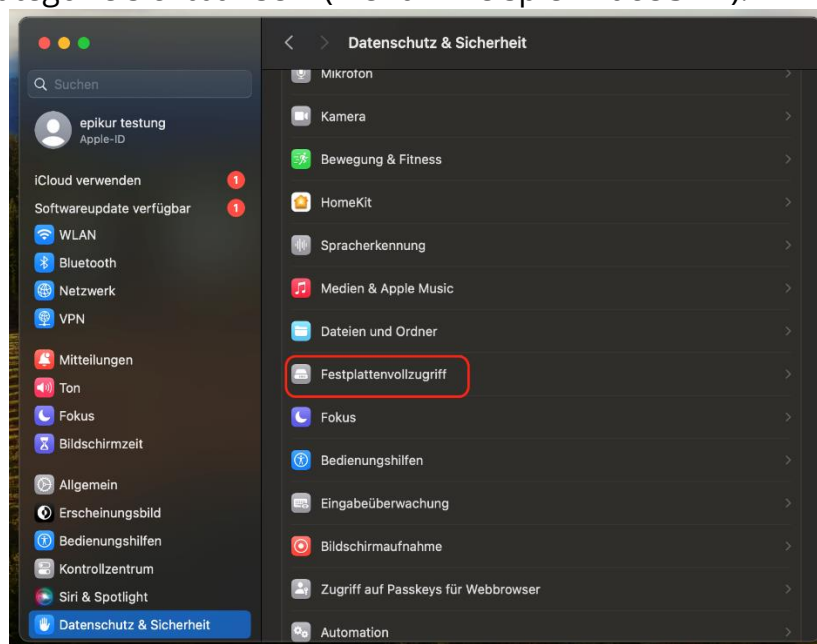 Datenschutz & Sicherheit
Suchen
epikur testung
Apple-ID
iCloud verwenden 1
Softwareupdate verfügbar 1
WLAN
Bluetooth
Netzwerk
VPN
Mitteilungen
Ton
Fokus
Bildschirmzeit
Allgemein
Erscheinungsbild
Bedienungshilfen
Kontrollzentrum
Siri & Spotlight
Datenschutz & Sicherheit
Mikrofon
Kamera
Bewegung & Fitness
HomeKit
Spracherkennung
Medien & Apple Music
Dateien und Ordner
Festplattenvollzugriff
Fokus
Bedienungshilfen
Eingabeüberwachung
Bildschirmaufnahme
Zugriff auf Passkeys für Webbrowser
Automation